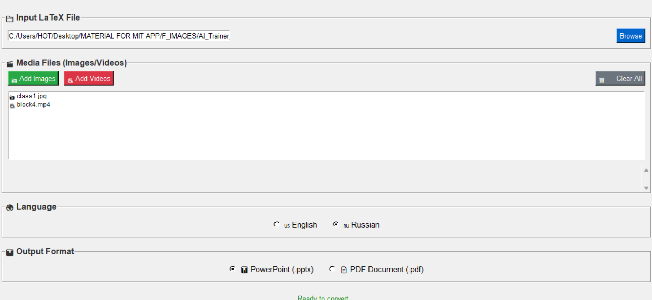 Input LaTeX File
C:/Users/HOT/Desktop/MATERIAL FOR MIT APP/F_IMAGES/AI_Trainer
Browse
Media Files (Images/Videos)
Add Images
Add Videos
Clear All
class1.jpg
block4.mp4
Language
us English
ru Russian
Output Format
PowerPoint (.pptx)
PDF Document (.pdf)
Ready to convert